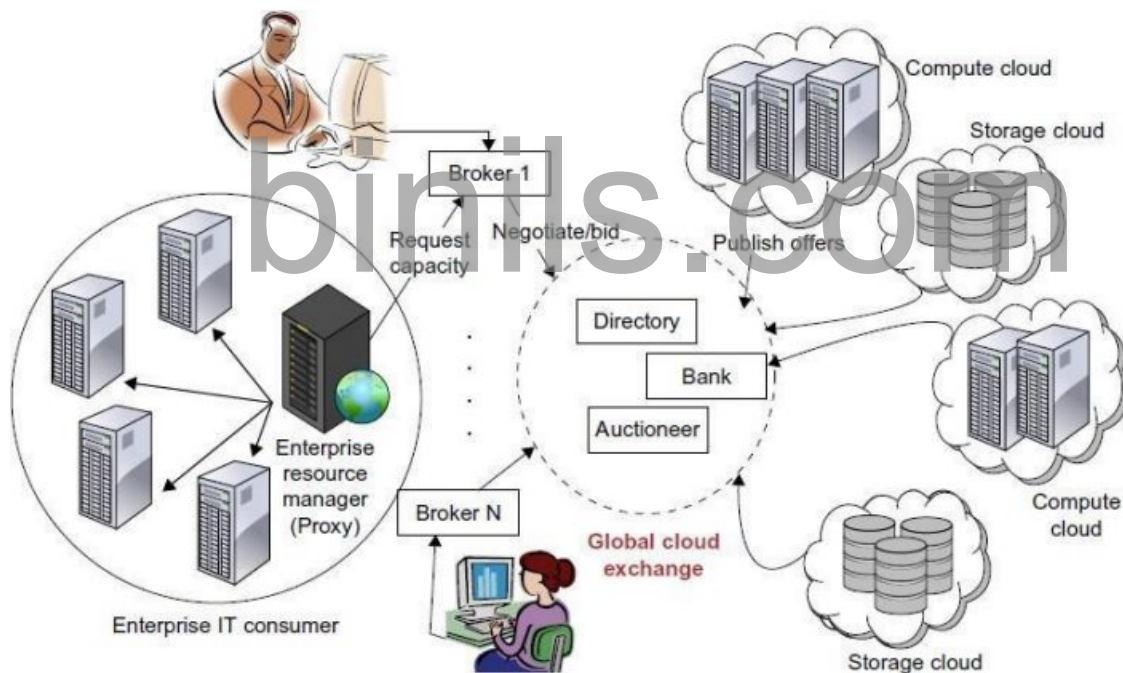 Compute cloud
Storage cloud
Broker 1
binils.com
Request
capacity
Negotiate/bid
Publish offers
Directory
Bank
Auctioneer
Enterprise
resource
manager
(Proxy)
Broker N
Global cloud
exchange
Compute
cloud
Enterprise IT consumer
Storage cloud